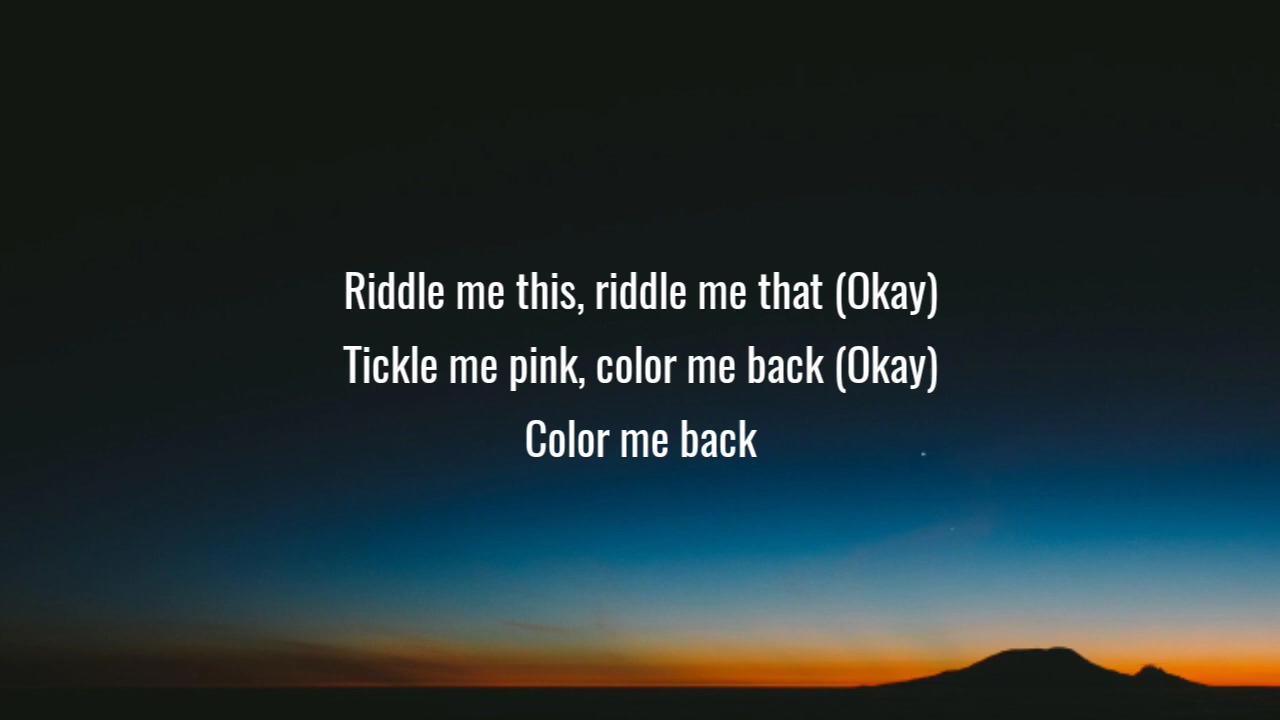 Riddle me this, riddle me that (Okay)
Tickle me pink, color me back (Okay)
Color me back